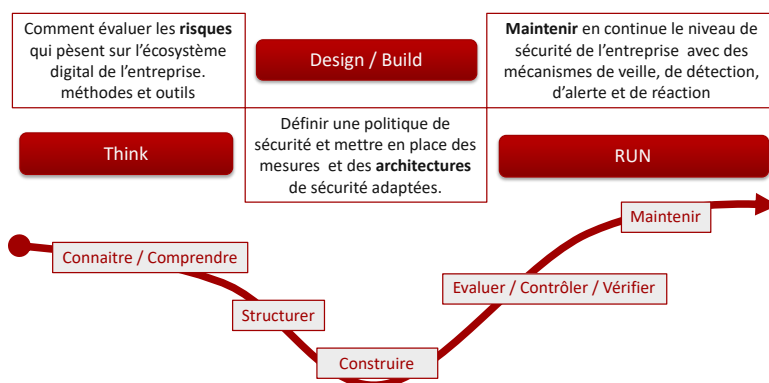 Comment évaluer les risques
qui pèsent sur l'écosystème
digital de l'entreprise.
méthodes et outils
Think
Design / Build
Définir une politique de
sécurité et mettre en place des
mesures et des architectures
de sécurité adaptées.
Maintenir en continue le niveau de
sécurité de l'entreprise avec des
mécanismes de veille, de détection,
d'alerte et de réaction
RUN
Connaitre / Comprendre
Structurer
Construire
Evaluer / Contrôler / Vérifier
Maintenir